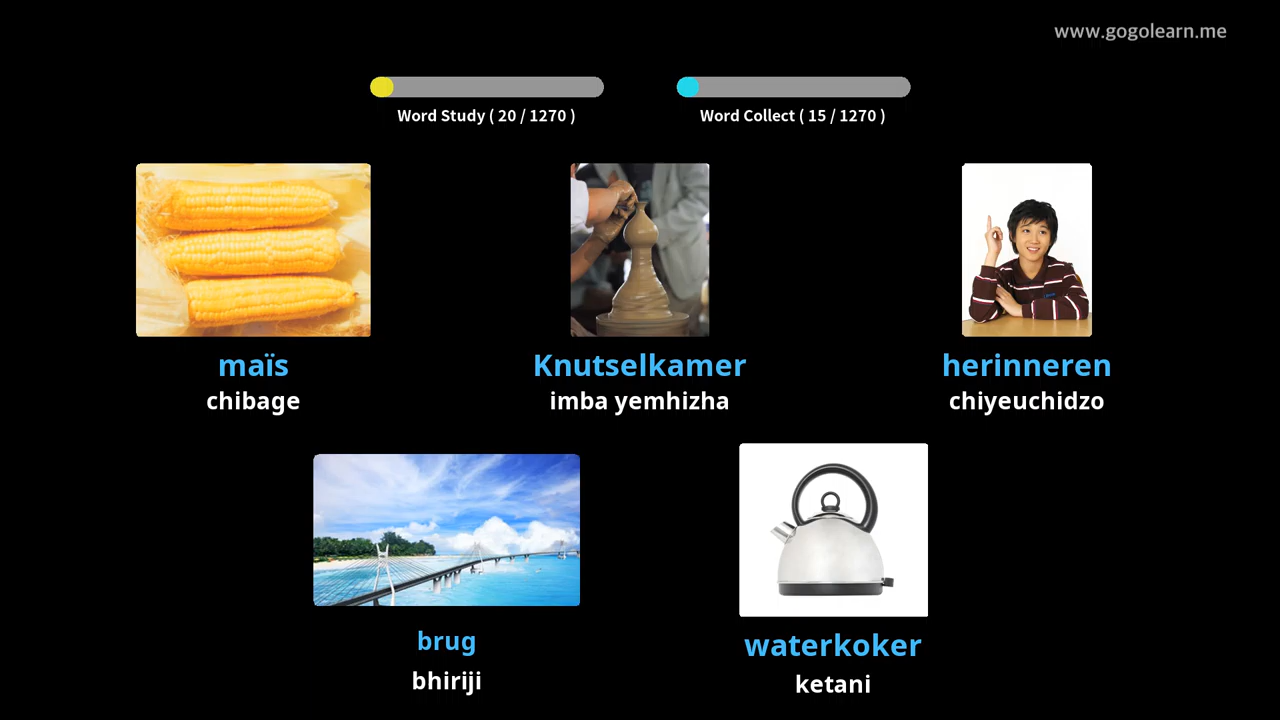 www.gogolearn.me
Word Study ( 20 / 1270 )
Word Collect ( 15 / 1270 )
maïs
chibage
Knutselkamer
imba yemhizha
herinneren
chiyeuchidzo
brug
bhiriji
waterkoker
ketani